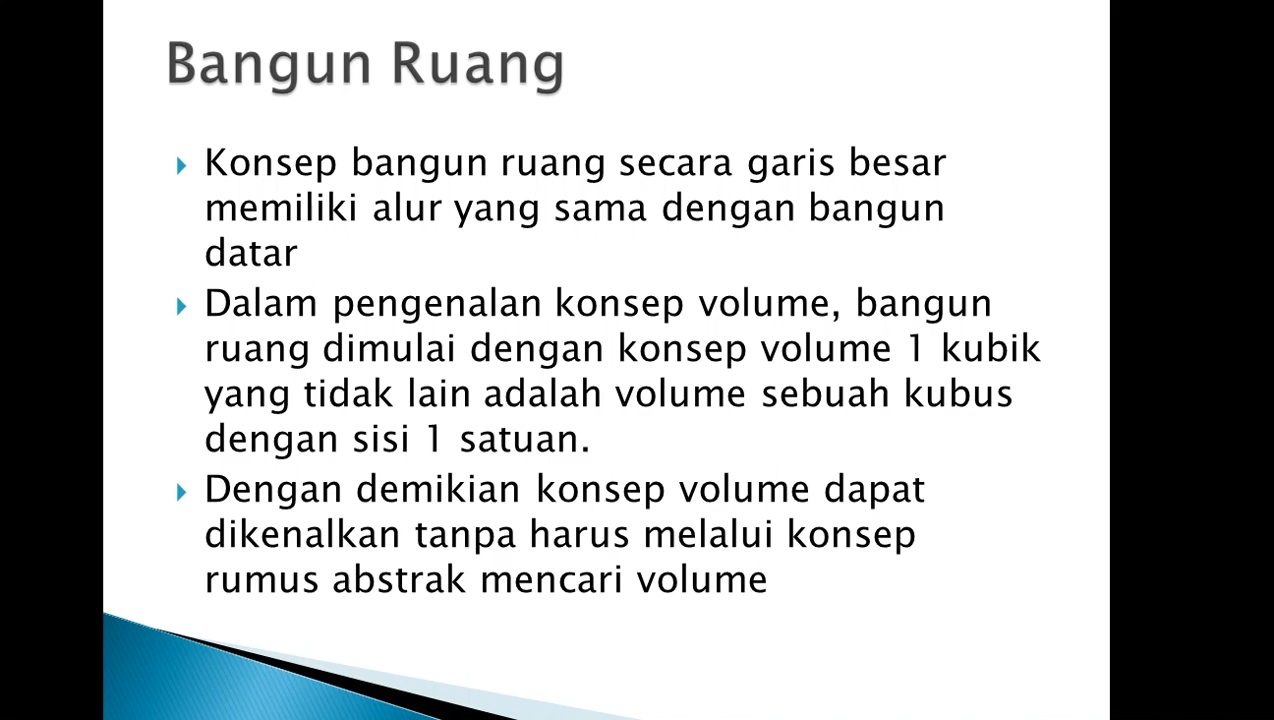 Bangun Ruang
Konsep bangun ruang secara garis besar
memiliki alur yang sama dengan bangun
datar
Dalam pengenalan konsep volume, bangun
ruang dimulai dengan konsep volume 1 kubik
yang tidak lain adalah volume sebuah kubus
dengan sisi 1 satuan.
Dengan demikian konsep volume dapat
dikenalkan tanpa harus melalui konsep
rumus abstrak mencari volume